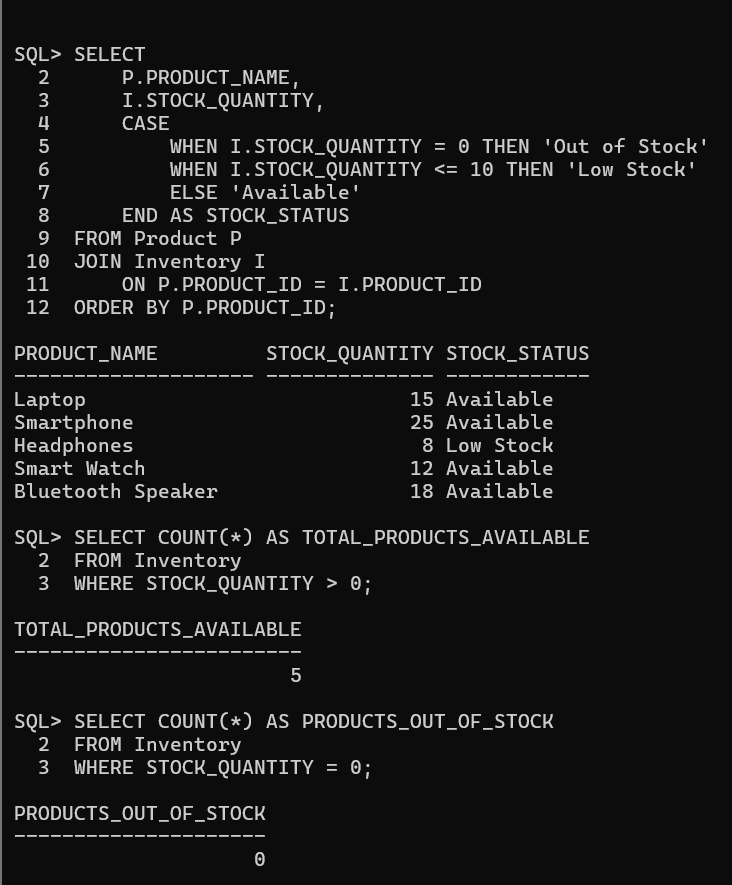 SQL> SELECT
  2      P.PRODUCT_NAME,
  3      I.STOCK_QUANTITY,
  4      CASE
  5          WHEN I.STOCK_QUANTITY = 0 THEN 'Out of Stock'
  6          WHEN I.STOCK_QUANTITY <= 10 THEN 'Low Stock'
  7          ELSE 'Available'
  8      END AS STOCK_STATUS
  9  FROM Product P
 10  JOIN Inventory I
 11      ON P.PRODUCT_ID = I.PRODUCT_ID
 12  ORDER BY P.PRODUCT_ID;

PRODUCT_NAME         STOCK_QUANTITY STOCK_STATUS
-------------------- -------------- ------------
Laptop                           15 Available
Smartphone                       25 Available
Headphones                        8 Low Stock
Smart Watch                      12 Available
Bluetooth Speaker                18 Available

SQL> SELECT COUNT(*) AS TOTAL_PRODUCTS_AVAILABLE
  2  FROM Inventory
  3  WHERE STOCK_QUANTITY > 0;

TOTAL_PRODUCTS_AVAILABLE
------------------------
                       5

SQL> SELECT COUNT(*) AS PRODUCTS_OUT_OF_STOCK
  2  FROM Inventory
  3  WHERE STOCK_QUANTITY = 0;

PRODUCTS_OUT_OF_STOCK
---------------------
                    0